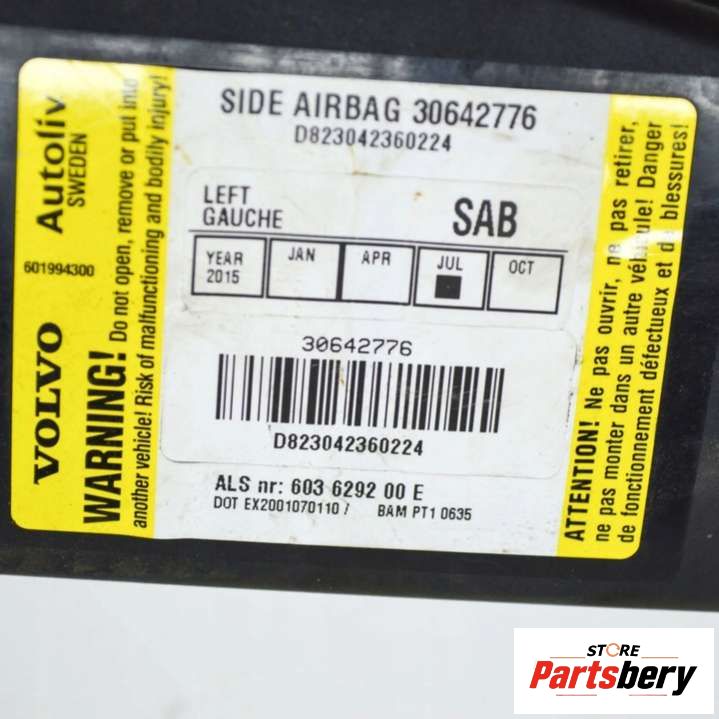 SIDE AIRBAG 30642776
D823042360224
LEFT
GAUCHE
SAB
YEAR 2015 JAN APR JUL OCT
30642776
D823042360224
ALS nr: 603 6292 00 E
DOT EX2001070110 / BAM PT1 0635
Autoliv
SWEDEN
601994300
VOLVO
WARNING! Do not open, remove or put into
another vehicle! Risk of malfunctioning and bodily injury!
ATTENTION! Ne pas ouvrir, ne pas retirer,
ne pas monter dans un autre véhicule! Danger
de fonctionnement défectueux et de blessures!
STORE
Partsbery